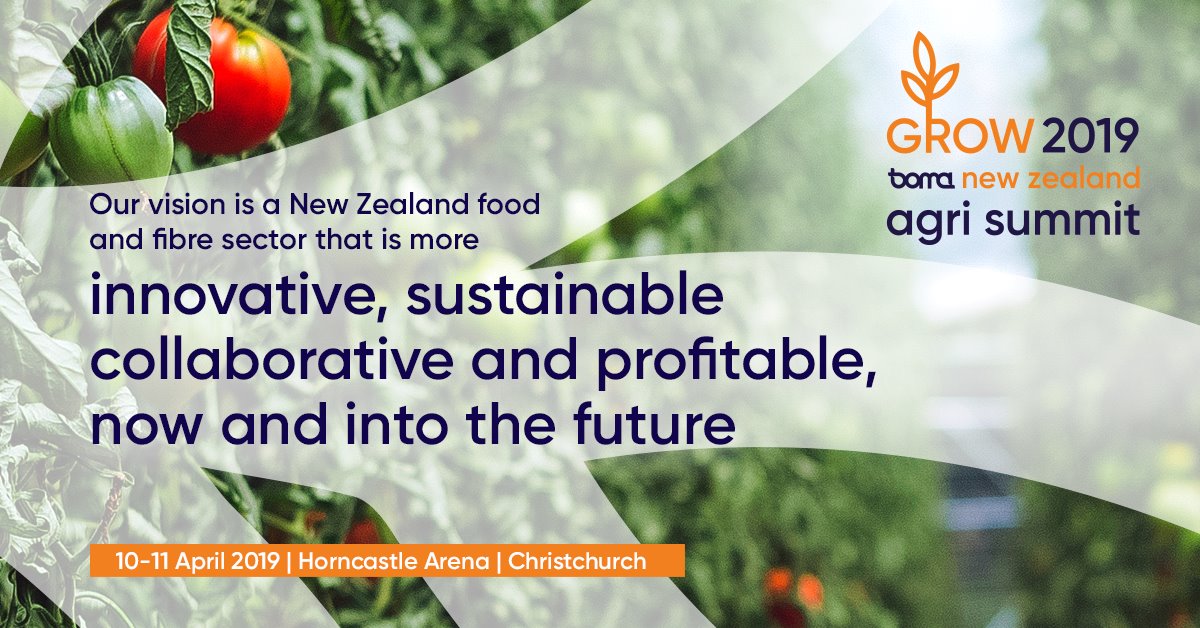 Our vision is a New Zealand food
and fibre sector that is more
innovative, sustainable
collaborative and profitable,
now and into the future
10-11 April 2019 | Horncastle Arena | Christchurch
GROW 2019
boma new zealand
agri summit